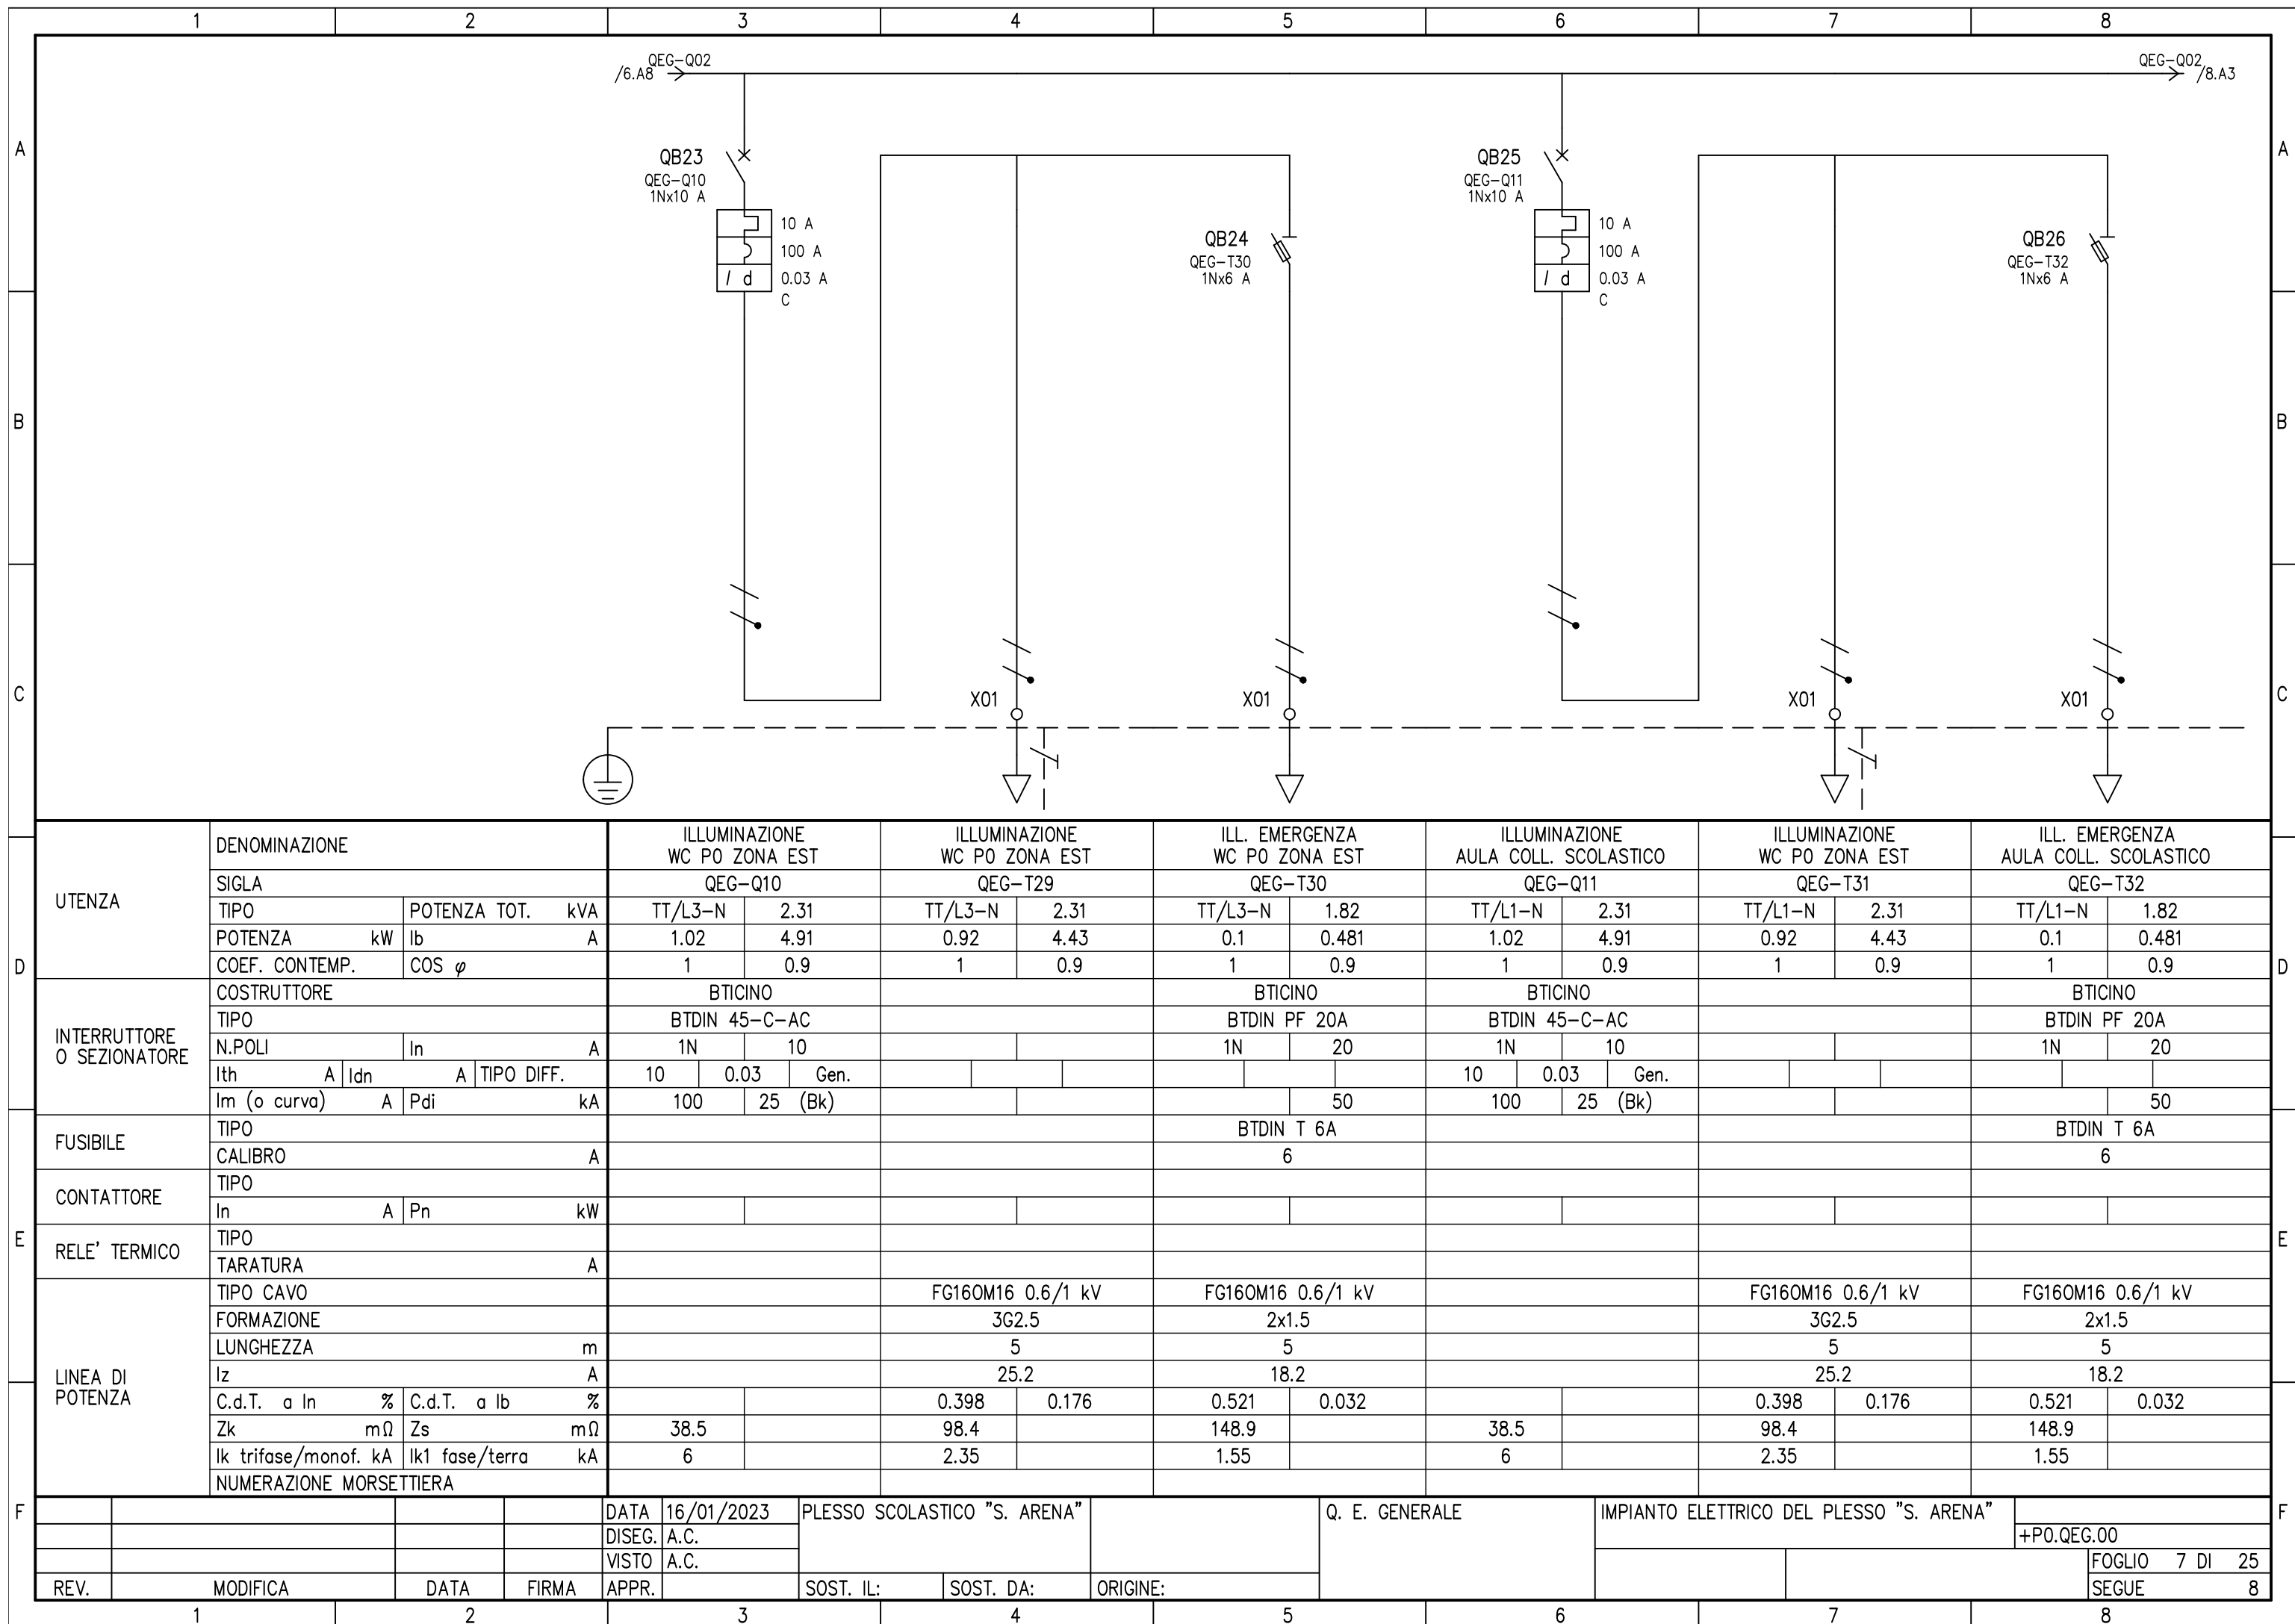 1 2 3 4 5 6 7 8
QEG-Q02 QEG-Q02
/6.A8 /8.A3
A A
QB23
QEG-Q10
1Nx10 A
10 A
100 A
I d 0.03 A
C
QB24
QEG-T30
1Nx6 A
QB25
QEG-Q11
1Nx10 A
10 A
100 A
I d 0.03 A
C
QB26
QEG-T32
1Nx6 A
B B
C C
X01 X01 X01 X01
UTENZA
DENOMINAZIONE
ILLUMINAZIONE ILLUMINAZIONE ILL. EMERGENZA ILLUMINAZIONE ILLUMINAZIONE ILL. EMERGENZA
WC P0 ZONA EST WC P0 ZONA EST WC P0 ZONA EST AULA COLL. SCOLASTICO WC P0 ZONA EST AULA COLL. SCOLASTICO
SIGLA QEG-Q10 QEG-T29 QEG-T30 QEG-Q11 QEG-T31 QEG-T32
TIPO POTENZA TOT. kVA TT/L3-N 2.31 TT/L3-N 2.31 TT/L3-N 1.82 TT/L1-N 2.31 TT/L1-N 2.31 TT/L1-N 1.82
POTENZA kW Ib A 1.02 4.91 0.92 4.43 0.1 0.481 1.02 4.91 0.92 4.43 0.1 0.481
D D
COEF. CONTEMP. COS φ 1 0.9 1 0.9 1 0.9 1 0.9 1 0.9 1 0.9
INTERRUTTORE
O SEZIONATORE
COSTRUTTORE BTICINO BTICINO BTICINO BTICINO
TIPO BTDIN 45-C-AC BTDIN PF 20A BTDIN 45-C-AC BTDIN PF 20A
N.POLI In A 1N 10 1N 20 1N 10 1N 20
Ith A Idn A TIPO DIFF. 10 0.03 Gen. 10 0.03 Gen.
Im (o curva) A Pdi kA 100 25 (Bk) 50 100 25 (Bk) 50
FUSIBILE
TIPO BTDIN T 6A BTDIN T 6A
CALIBRO A 6 6
CONTATTORE
TIPO
In A Pn kW
E E
RELE' TERMICO
TIPO
TARATURA A
LINEA DI
POTENZA
TIPO CAVO FG16OM16 0.6/1 kV FG16OM16 0.6/1 kV FG16OM16 0.6/1 kV FG16OM16 0.6/1 kV
FORMAZIONE 3G2.5 2x1.5 3G2.5 2x1.5
LUNGHEZZA m 5 5 5 5
Iz A 25.2 18.2 25.2 18.2
C.d.T. a In % C.d.T. a Ib % 0.398 0.176 0.521 0.032 0.398 0.176 0.521 0.032
Zk mΩ Zs mΩ 38.5 98.4 148.9 38.5 98.4 148.9
Ik trifase/monof. kA Ik1 fase/terra kA 6 2.35 1.55 6 2.35 1.55
NUMERAZIONE MORSETTIERA
F F
DATA 16/01/2023 PLESSO SCOLASTICO "S. ARENA" Q. E. GENERALE IMPIANTO ELETTRICO DEL PLESSO "S. ARENA"
DISEG. A.C. +P0.QEG.00
VISTO A.C. FOGLIO 7 DI 25
REV. MODIFICA DATA FIRMA APPR. SOST. IL: SOST. DA: ORIGINE: SEGUE 8
1 2 3 4 5 6 7 8